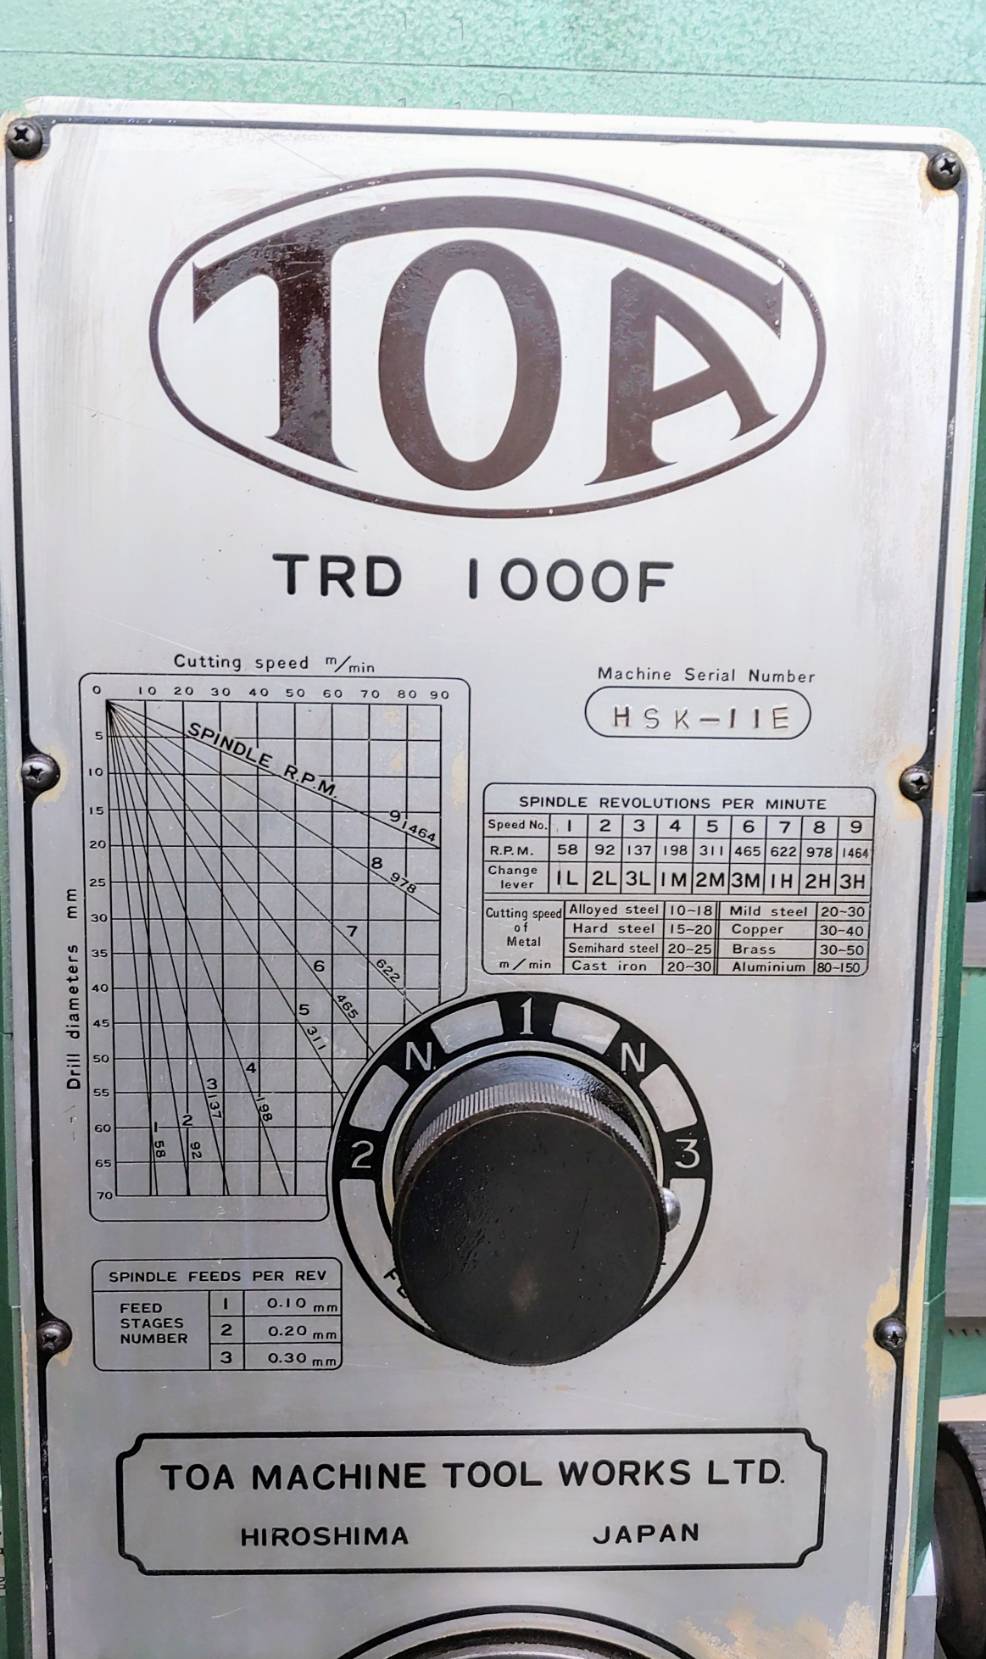 TOA
TRD 1000F
Cutting speed m/min
0 10 20 30 40 50 60 70 80 90
5
10
15
20
25
30
35
40
45
50
55
60
65
70
Drill diameters mm
SPINDLE R.P.M.
9 1464
8 978
7 622
6 465
5 311
4 198
3 137
2 92
1 58
Machine Serial Number
HSK-11E
SPINDLE REVOLUTIONS PER MINUTE
Speed No. 1 2 3 4 5 6 7 8 9
R.P.M. 58 92 137 198 311 465 622 978 1464
Change lever 1L 2L 3L 1M 2M 3M 1H 2H 3H
Cutting speed of Metal m/min
Alloyed steel 10-18 Mild steel 20-30
Hard steel 15-20 Copper 30-40
Semihard steel 20-25 Brass 30-50
Cast iron 20-30 Aluminium 80-150
2 N. 1 N 3
SPINDLE FEEDS PER REV
FEED STAGES NUMBER
1 0.10 mm
2 0.20 mm
3 0.30 mm
TOA MACHINE TOOL WORKS LTD.
HIROSHIMA JAPAN